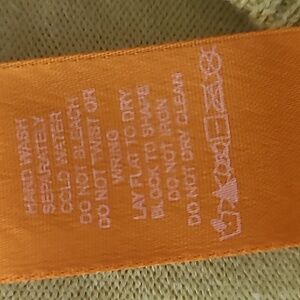 HAND WASH
SEPARATELY
COLD WATER
DO NOT BLEACH
DO NOT TWIST OR
WRING
LAY FLAT TO DRY
BLOCK TO SHAPE
DO NOT IRON
DO NOT DRY CLEAN